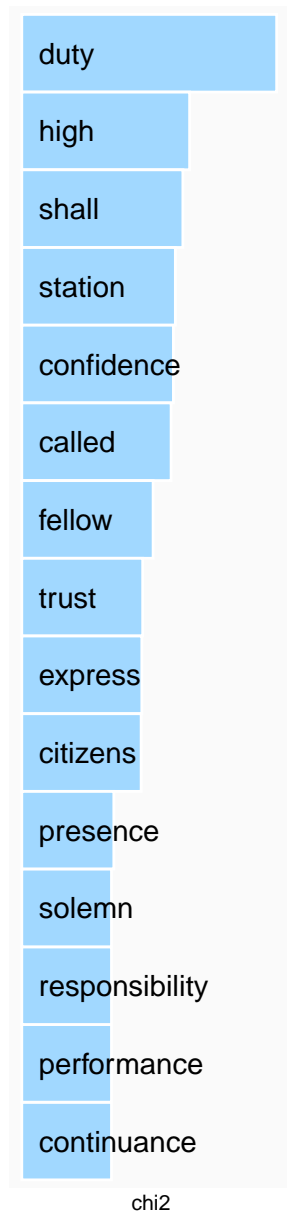 duty
high
shall
station
confidence
called
fellow
trust
express
citizens
presence
solemn
responsibility
performance
continuance
chi2